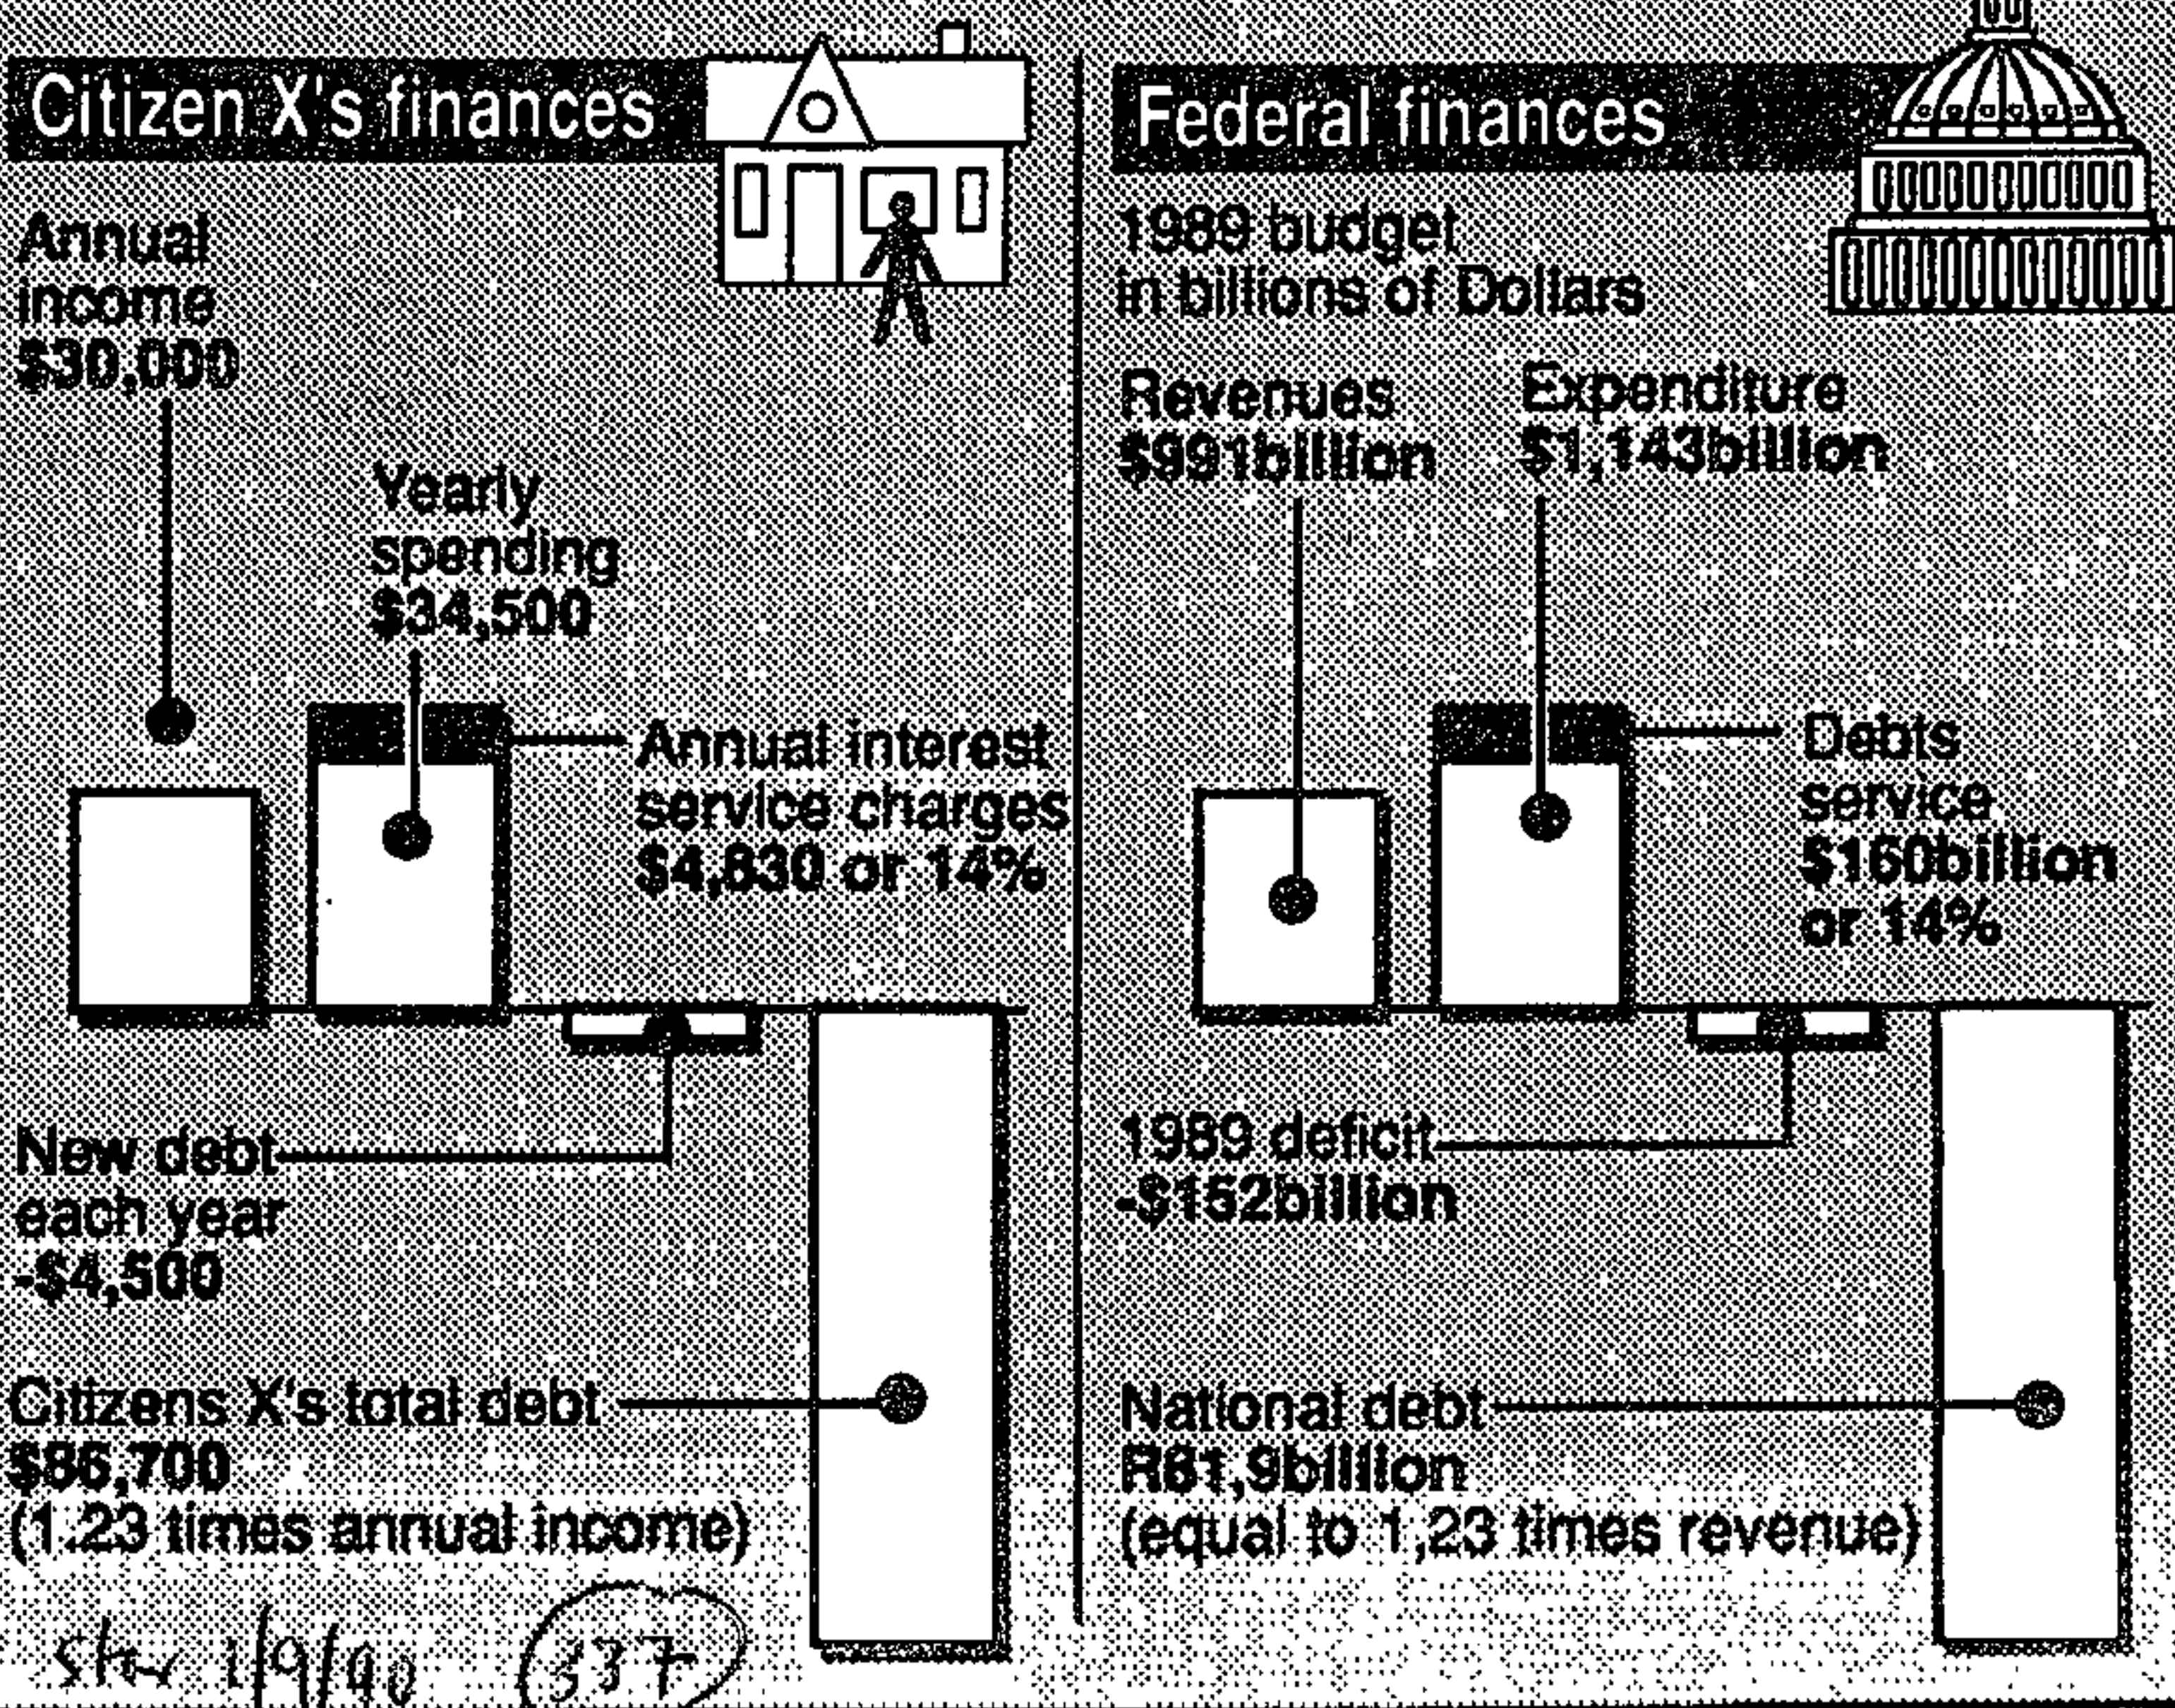 Citizen X's finances
Annual
income
$30,000
Yearly
spending
$34,500
Annual interest
service charges
$4,830 or 14%
New debt
each year
-$4,500
Citizens X's total debt
$86,700
(1.23 times annual income)
Star 1/9/90
337
Federal finances
1989 budget
in billions of Dollars
Revenues
$991billion
Expenditure
$1,143billion
Debts
service
$160billion
or 14%
1989 deficit
-$152billion
National debt
R81,9billion
(equal to 1,23 times revenue)